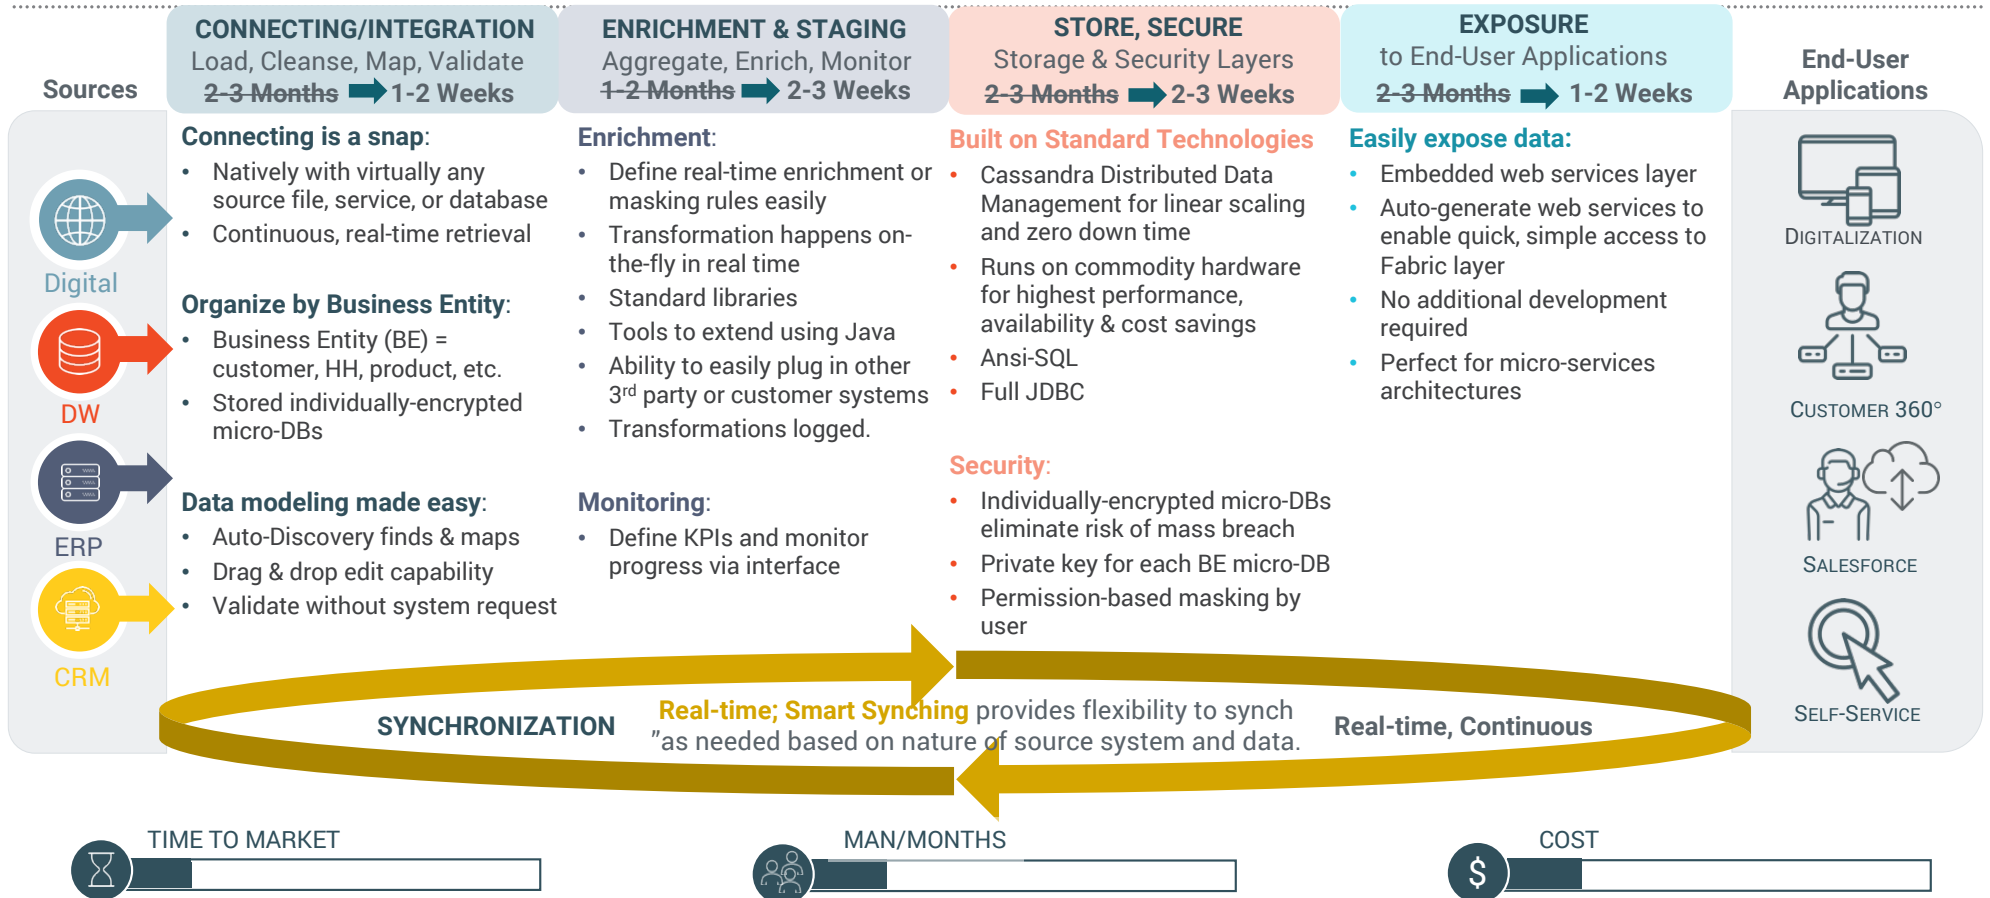 Sources
Digital
DW
ERP
CRM
CONNECTING/INTEGRATION
Load, Cleanse, Map, Validate
2-3 Months 1-2 Weeks
Connecting is a snap:
• Natively with virtually any
source file, service, or database
• Continuous, real-time retrieval
Organize by Business Entity:
• Business Entity (BE) =
customer, HH, product, etc.
• Stored individually-encrypted
micro-DBs
Data modeling made easy:
• Auto-Discovery finds & maps
• Drag & drop edit capability
• Validate without system request
ENRICHMENT & STAGING
Aggregate, Enrich, Monitor
1-2 Months 2-3 Weeks
Enrichment:
• Define real-time enrichment or
masking rules easily
• Transformation happens on-
the-fly in real time
• Standard libraries
• Tools to extend using Java
• Ability to easily plug in other
3rd party or customer systems
• Transformations logged.
Monitoring:
• Define KPIs and monitor
progress via interface
STORE, SECURE
Storage & Security Layers
2-3 Months 2-3 Weeks
Built on Standard Technologies
• Cassandra Distributed Data
Management for linear scaling
and zero down time
• Runs on commodity hardware
for highest performance,
availability & cost savings
• Ansi-SQL
• Full JDBC
Security:
• Individually-encrypted micro-DBs
eliminate risk of mass breach
• Private key for each BE micro-DB
• Permission-based masking by
user
EXPOSURE
to End-User Applications
2-3 Months 1-2 Weeks
Easily expose data:
• Embedded web services layer
• Auto-generate web services to
enable quick, simple access to
Fabric layer
• No additional development
required
• Perfect for micro-services
architectures
End-User
Applications
DIGITALIZATION
CUSTOMER 360°
SALESFORCE
SELF-SERVICE
SYNCHRONIZATION
Real-time; Smart Synching provides flexibility to synch
”as needed based on nature of source system and data.
Real-time, Continuous
TIME TO MARKET
MAN/MONTHS
COST
$